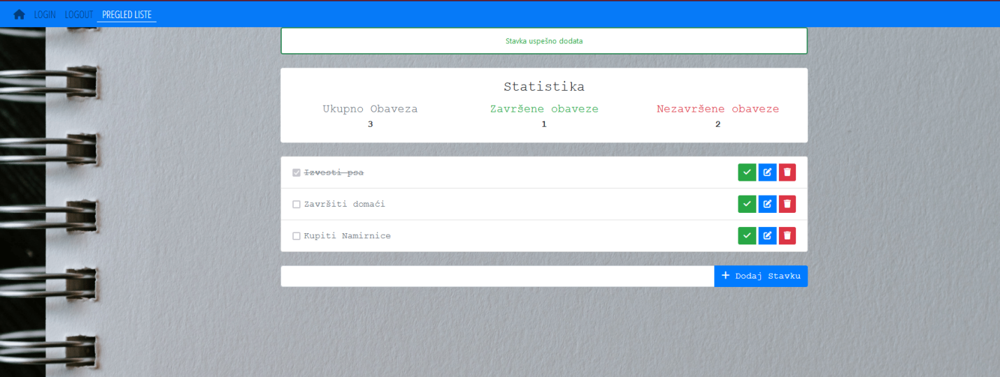 LOGIN LOGOUT PREGLED LISTE
Stavka uspešno dodata
Statistika
Ukupno Obaveza Završene obaveze Nezavršene obaveze
3 1 2
Izvesti psa
Završiti domaći
Kupiti Namirnice
Dodaj Stavku